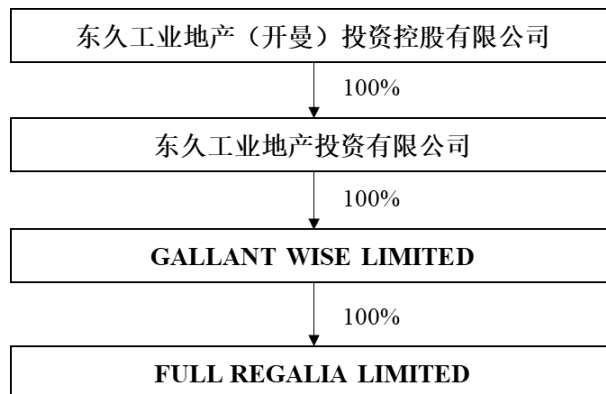 东久工业地产（开曼）投资控股有限公司
100%
东久工业地产投资有限公司
100%
GALLANT WISE LIMITED
100%
FULL REGALIA LIMITED